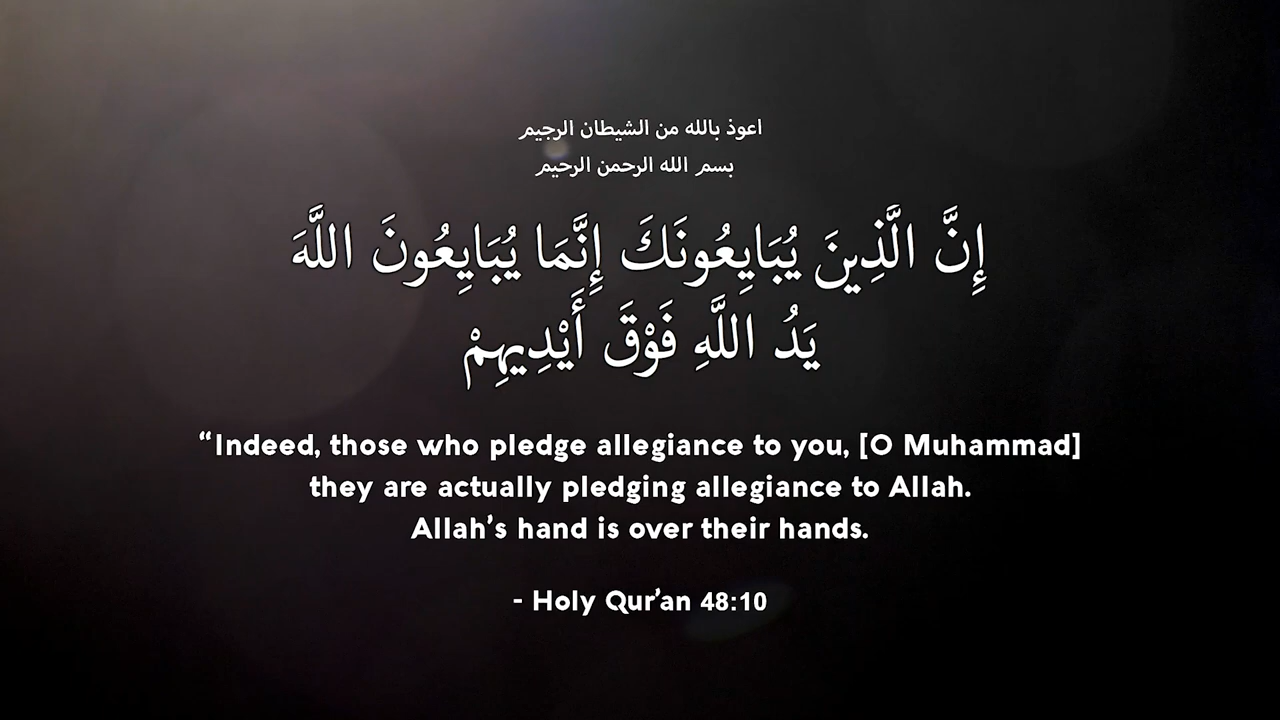 اعوذ بالله من الشيطان الرجيم
بسم الله الرحمن الرحيم
إِنَّ الَّذِينَ يُبَايِعُونَكَ إِنَّمَا يُبَايِعُونَ اللَّهَ
يَدُ اللَّهِ فَوْقَ أَيْدِيهِمْ
“Indeed, those who pledge allegiance to you, [O Muhammad]
they are actually pledging allegiance to Allah.
Allah’s hand is over their hands.
- Holy Qur’an 48:10